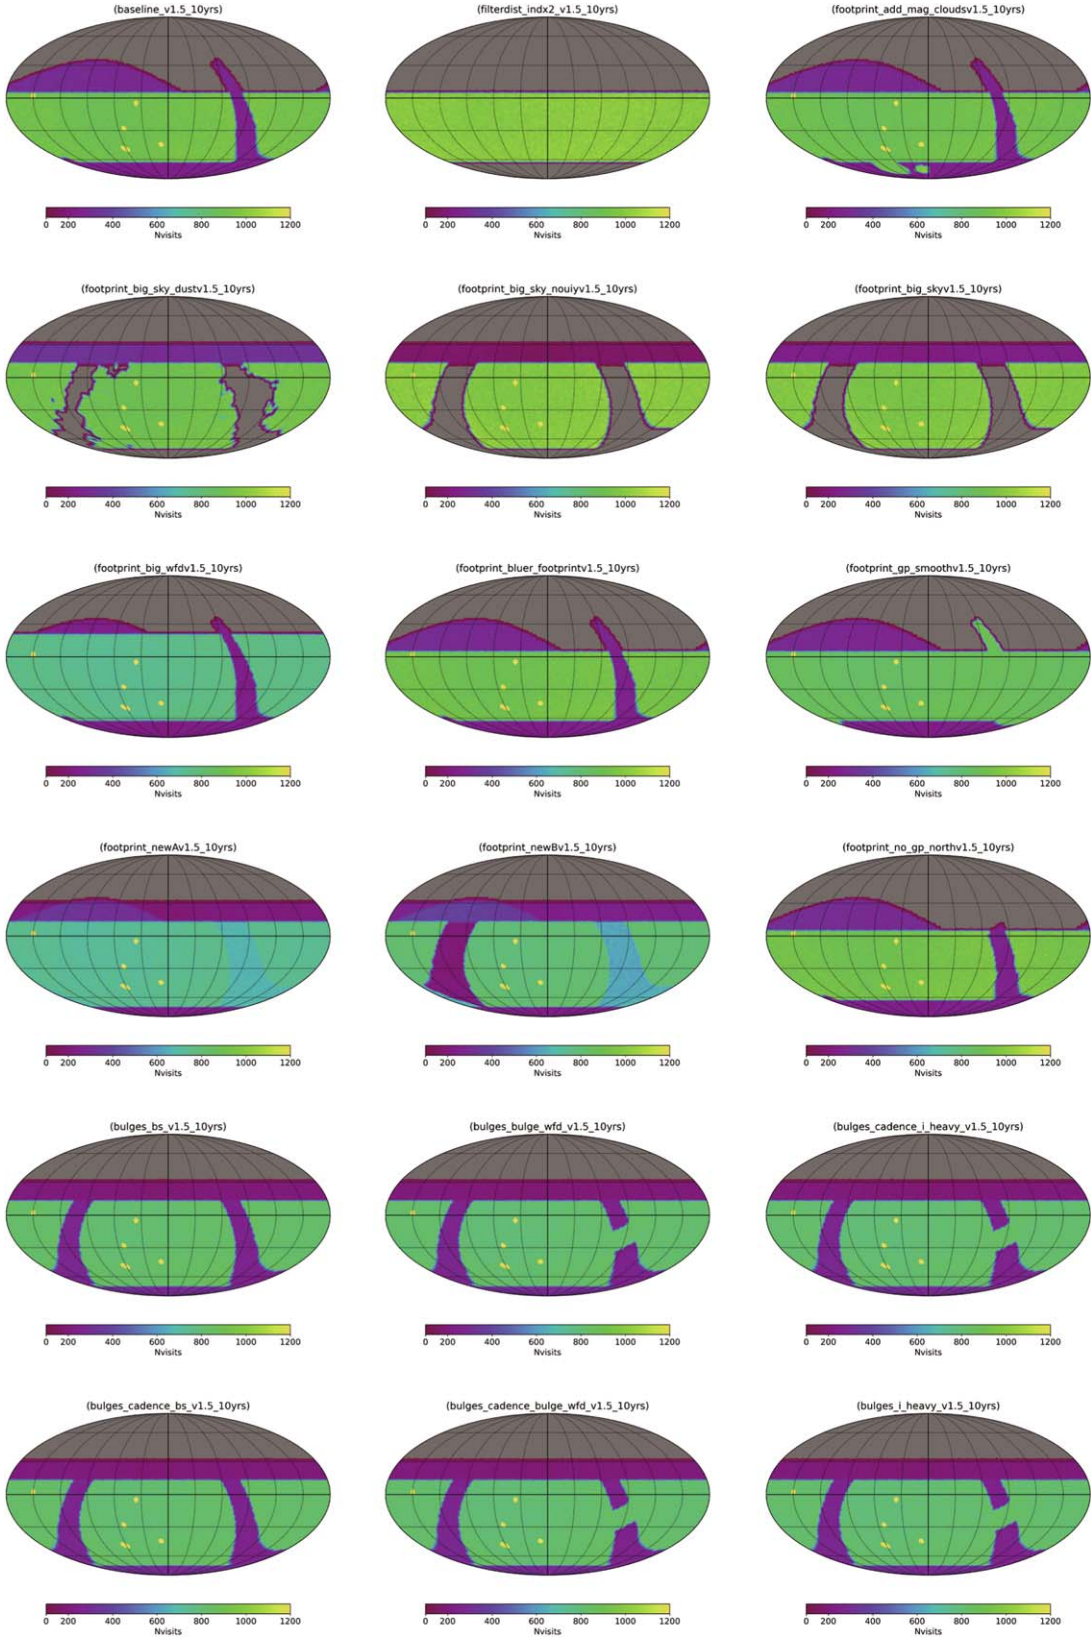 (baseline_v1.5_10yrs) (filterdist_indx2_v1.5_10yrs) (footprint_add_mag_cloudsv1.5_10yrs)
0 200 400 600 800 1000 1200 0 200 400 600 800 1000 1200 0 200 400 600 800 1000 1200
Nvisits Nvisits Nvisits
(footprint_big_sky_dustv1.5_10yrs) (footprint_big_sky_nouiyv1.5_10yrs) (footprint_big_skyv1.5_10yrs)
0 200 400 600 800 1000 1200 0 200 400 600 800 1000 1200 0 200 400 600 800 1000 1200
Nvisits Nvisits Nvisits
(footprint_big_wfdv1.5_10yrs) (footprint_bluer_footprintv1.5_10yrs) (footprint_gp_smoothv1.5_10yrs)
0 200 400 600 800 1000 1200 0 200 400 600 800 1000 1200 0 200 400 600 800 1000 1200
Nvisits Nvisits Nvisits
(footprint_newAv1.5_10yrs) (footprint_newBv1.5_10yrs) (footprint_no_gp_northv1.5_10yrs)
0 200 400 600 800 1000 1200 0 200 400 600 800 1000 1200 0 200 400 600 800 1000 1200
Nvisits Nvisits Nvisits
(bulges_bs_v1.5_10yrs) (bulges_bulge_wfd_v1.5_10yrs) (bulges_cadence_i_heavy_v1.5_10yrs)
0 200 400 600 800 1000 1200 0 200 400 600 800 1000 1200 0 200 400 600 800 1000 1200
Nvisits Nvisits Nvisits
(bulges_cadence_bs_v1.5_10yrs) (bulges_cadence_bulge_wfd_v1.5_10yrs) (bulges_i_heavy_v1.5_10yrs)
0 200 400 600 800 1000 1200 0 200 400 600 800 1000 1200 0 200 400 600 800 1000 1200
Nvisits Nvisits Nvisits